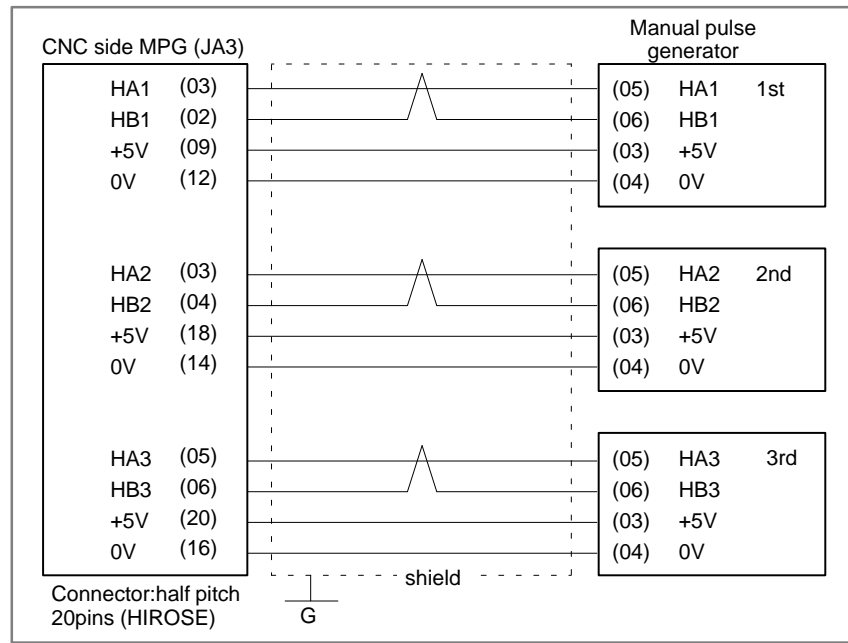 CNC side MPG (JA3)
Manual pulse
generator
HA1 (03) (05) HA1 1st
HB1 (02) (06) HB1
+5V (09) (03) +5V
0V (12) (04) 0V
HA2 (03) (05) HA2 2nd
HB2 (04) (06) HB2
+5V (18) (03) +5V
0V (14) (04) 0V
HA3 (05) (05) HA3 3rd
HB3 (06) (06) HB3
+5V (20) (03) +5V
0V (16) (04) 0V
shield
Connector:half pitch
20pins (HIROSE)
G